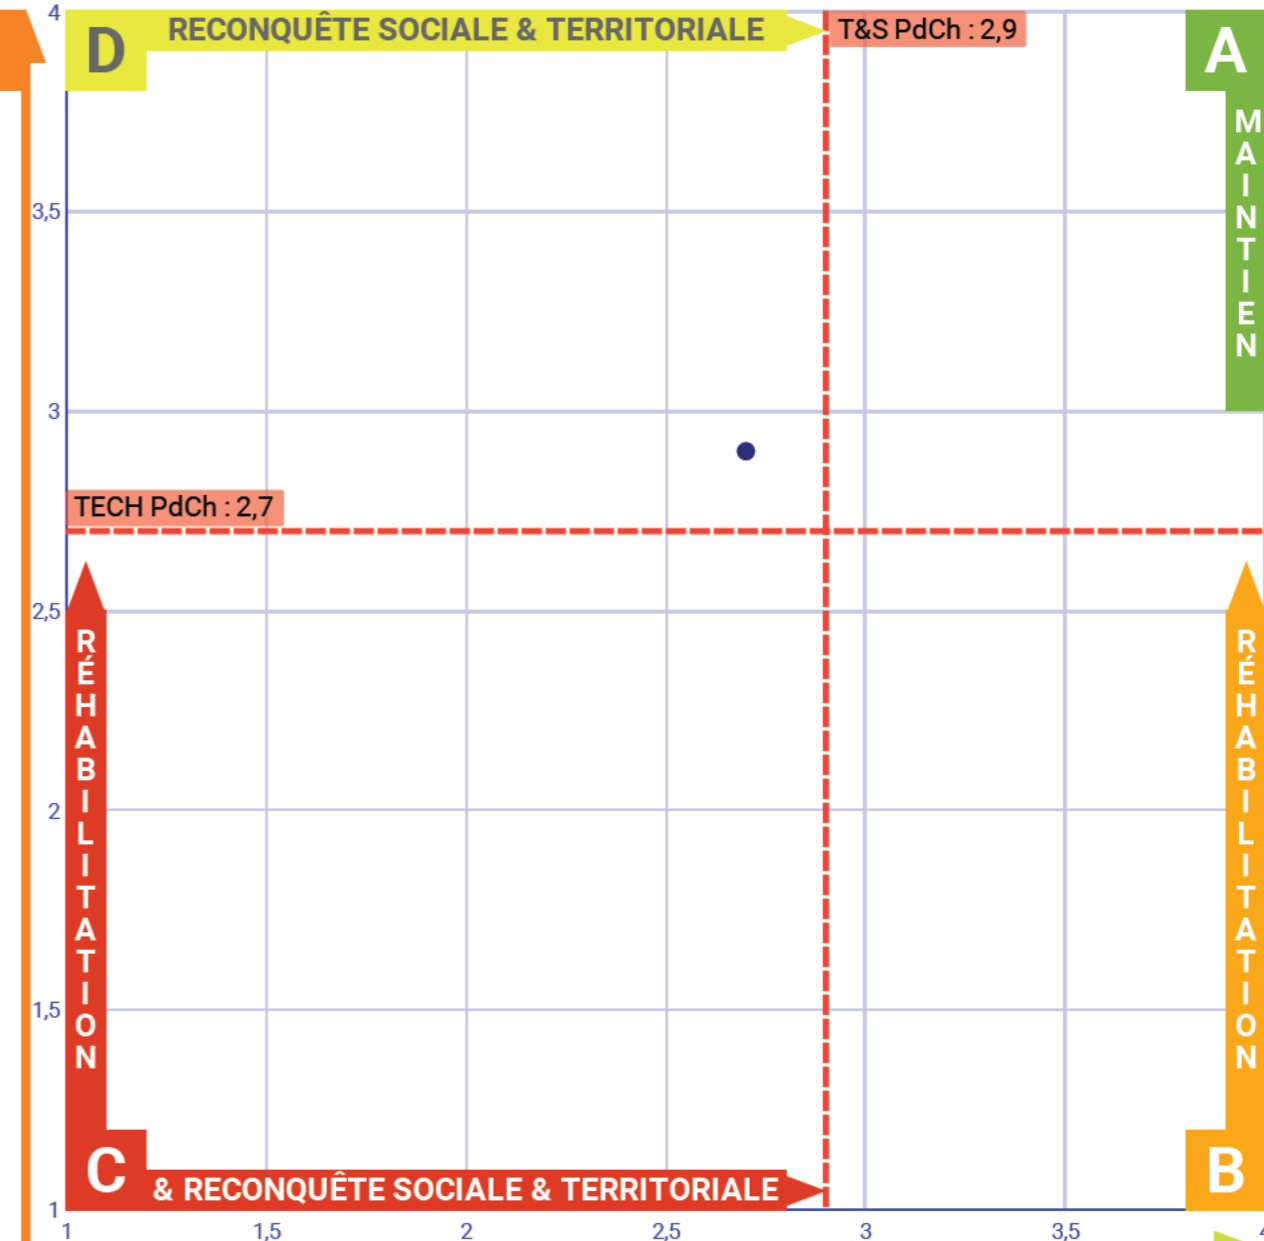 4
D
RECONQUÊTE SOCIALE & TERRITORIALE
T&S PdCh : 2,9
A
MAINTIEN
3,5
3
TECH PdCh : 2,7
2,5
RÉHABILITATION
RÉHABILITATION
2
1,5
C
& RECONQUÊTE SOCIALE & TERRITORIALE
B
1
1
1,5
2
2,5
3
3,5